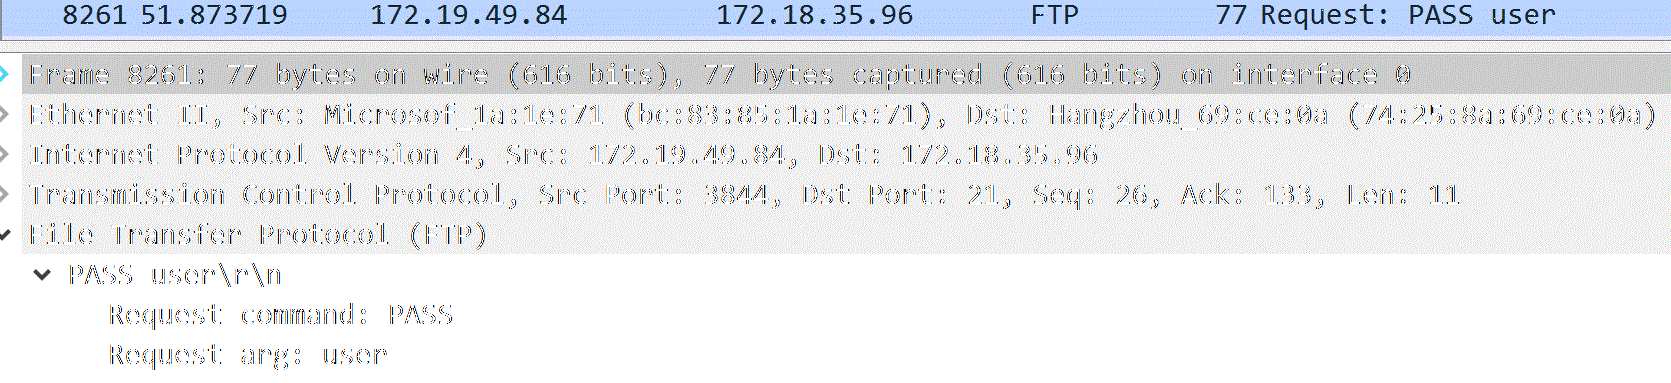 8261 51.873719 172.19.49.84 172.18.35.96 FTP 77 Request: PASS user
Frame 8261: 77 bytes on wire (616 bits), 77 bytes captured (616 bits) on interface 0
Ethernet II, Src: Microsof_1a:1e:71 (bc:83:85:1a:1e:71), Dst: Hangzhou_69:ce:0a (74:25:8a:69:ce:0a)
Internet Protocol Version 4, Src: 172.19.49.84, Dst: 172.18.35.96
Transmission Control Protocol, Src Port: 3844, Dst Port: 21, Seq: 26, Ack: 133, Len: 11
File Transfer Protocol (FTP)
PASS user\r\n
Request command: PASS
Request arg: user